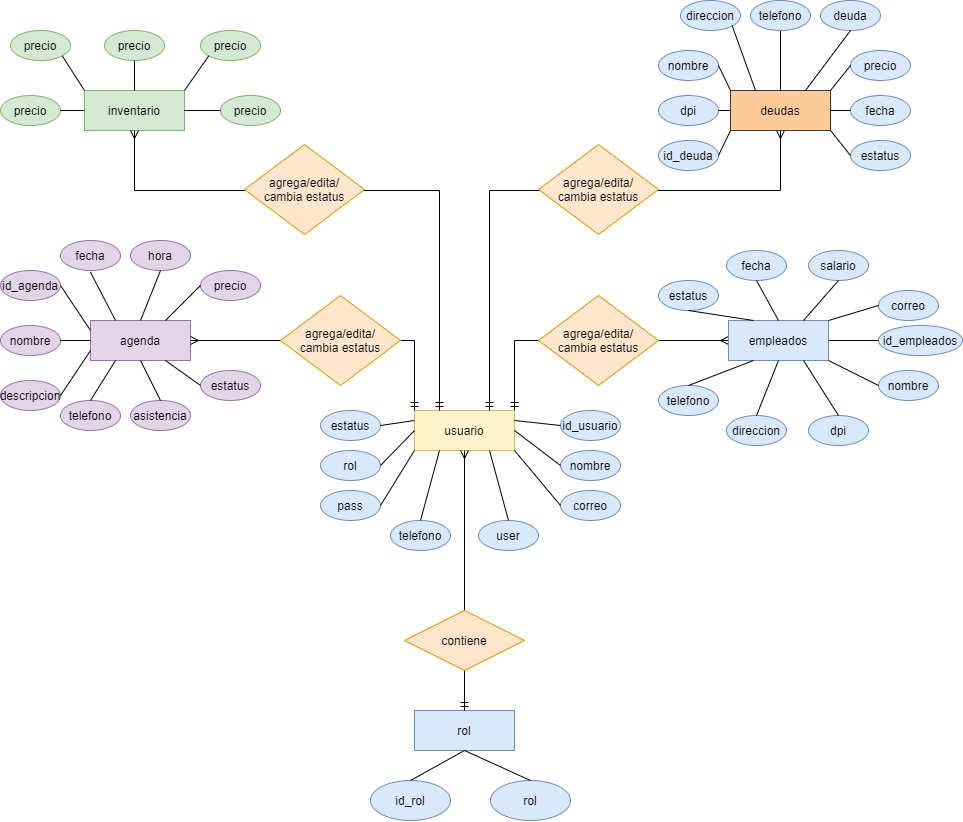 direccion
telefono
deuda
precio
precio
precio
nombre
precio
precio
inventario
precio
dpi
deudas
fecha
id_deuda
estatus
agrega/edita/
cambia estatus
agrega/edita/
cambia estatus
fecha
hora
id_agenda
precio
fecha
salario
estatus
correo
nombre
agenda
agrega/edita/
cambia estatus
agrega/edita/
cambia estatus
empleados
id_empleados
descripcion
estatus
telefono
asistencia
telefono
nombre
direccion
dpi
estatus
usuario
id_usuario
rol
nombre
pass
correo
telefono
user
contiene
rol
id_rol
rol